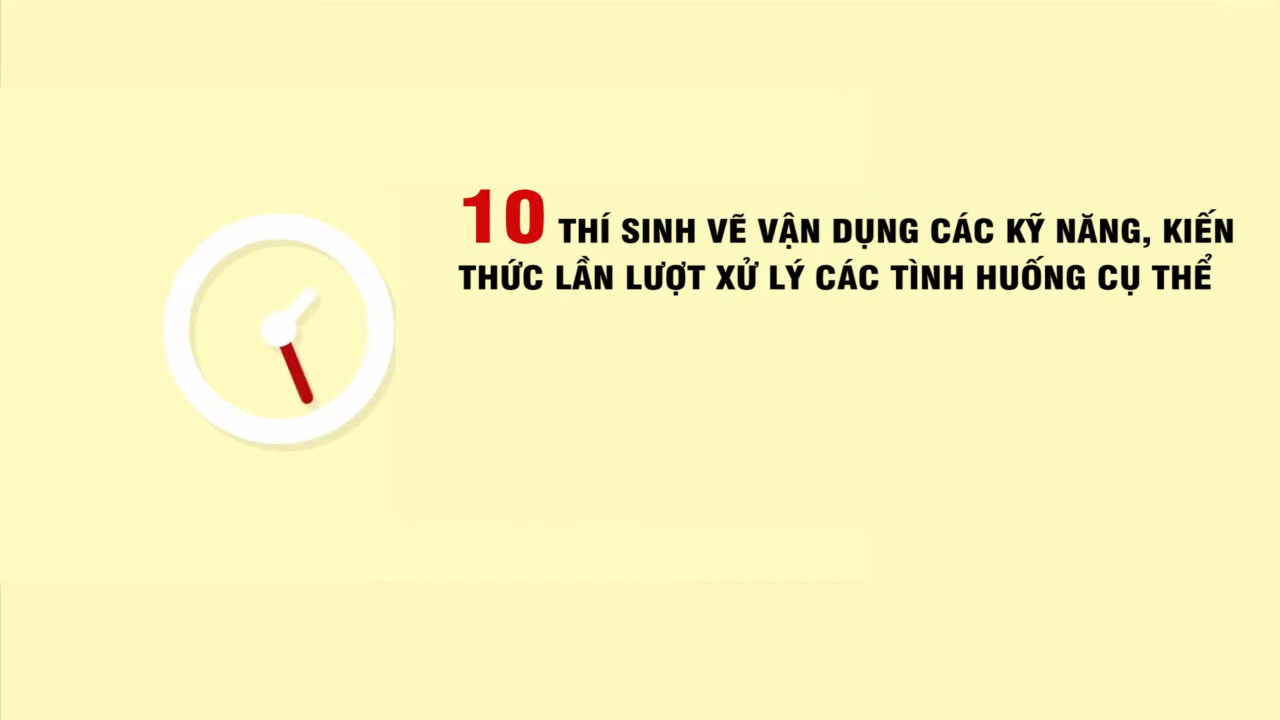 10 THÍ SINH VẼ VẬN DỤNG CÁC KỸ NĂNG, KIẾN
THỨC LẦN LƯỢT XỬ LÝ CÁC TÌNH HUỐNG CỤ THỂ